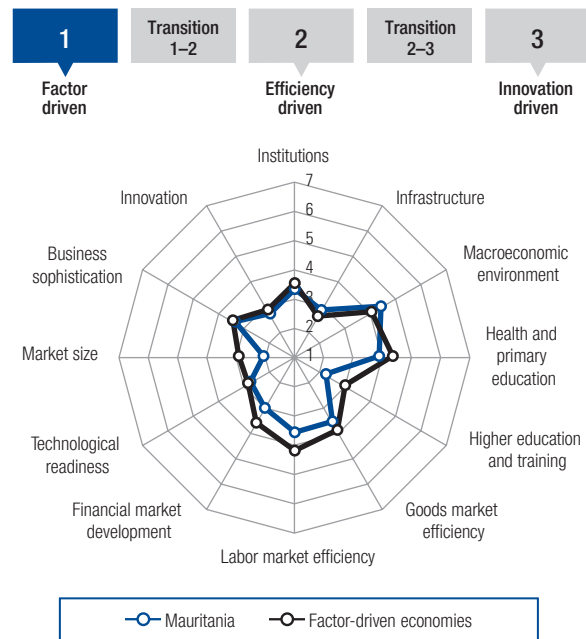 1
Transition
1–2
2
Transition
2–3
3
Factor
driven
Efficiency
driven
Innovation
driven
Institutions
Innovation
Infrastructure
Business
sophistication
Macroeconomic
environment
Market size
Health and
primary
education
Technological
readiness
Higher education
and training
Financial market
development
Goods market
efficiency
Labor market efficiency
7
6
5
4
3
2
1
Mauritania
Factor-driven economies